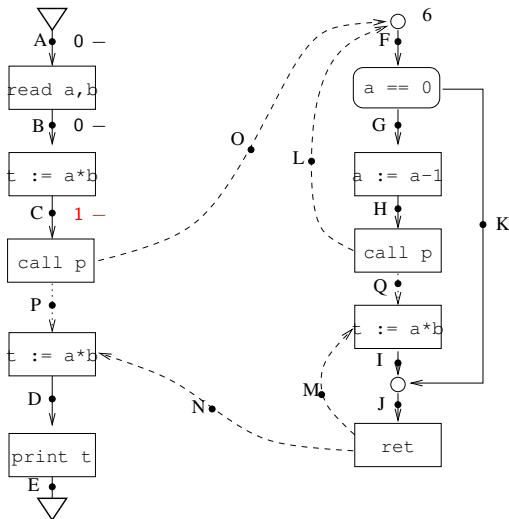 6
A 0 – F
read a,b a == 0
B 0 – G
O
t := a*b L a := a-1
C 1 – H K
call p call p
P Q
t := a*b t := a*b
I
D N M J
print t ret
E